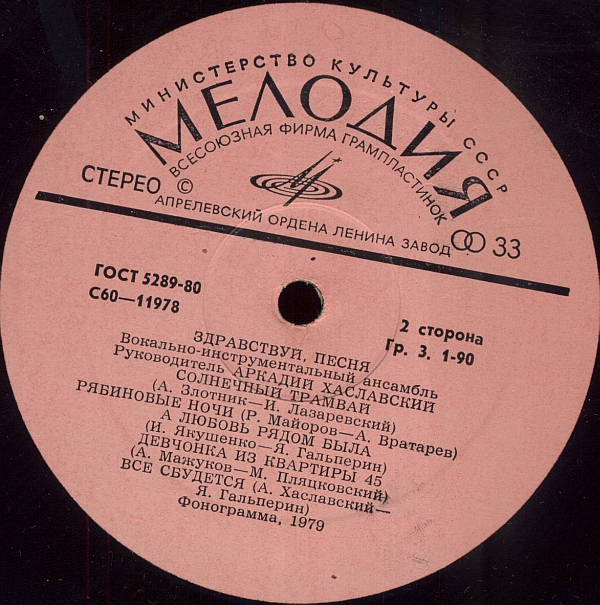 МИНИСТЕРСТВО КУЛЬТУРЫ СССР
МЕЛОДИЯ
ВСЕСОЮЗНАЯ ФИРМА ГРАМПЛАСТИНОК
СТЕРЕО ©
АПРЕЛЕВСКИЙ ОРДЕНА ЛЕНИНА ЗАВОД
33
ГОСТ 5289-80
С60—11978
2 сторона
Гр. 3. 1-90
ЗДРАВСТВУЙ, ПЕСНЯ
Вокально-инструментальный ансамбль
Руководитель АРКАДИЙ ХАСЛАВСКИЙ
СОЛНЕЧНЫЙ ТРАМВАЙ
(А. Злотник—И. Лазаревский)
РЯБИНОВЫЕ НОЧИ (Р. Майоров—А. Вратарев)
А ЛЮБОВЬ РЯДОМ БЫЛА
(И. Якушенко—Я. Гальперин)
ДЕВЧОНКА ИЗ КВАРТИРЫ 45
(А. Мажуков—М. Пляцковский)
ВСЕ СБУДЕТСЯ (А. Хаславский—
Я. Гальперин)
Фонограмма, 1979